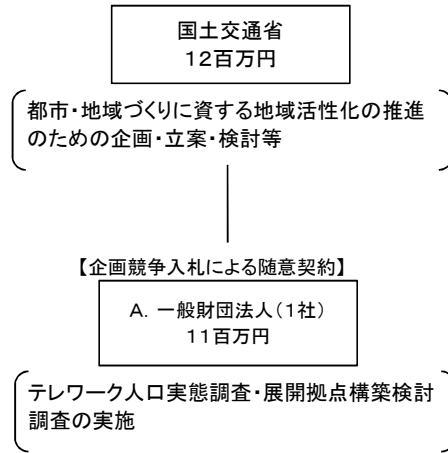 国土交通省
12百万円
都市・地域づくりに資する地域活性化の推進
のための企画・立案・検討等
【企画競争入札による随意契約】
A. 一般財団法人(1社)
11百万円
テレワーク人口実態調査・展開拠点構築検討
調査の実施